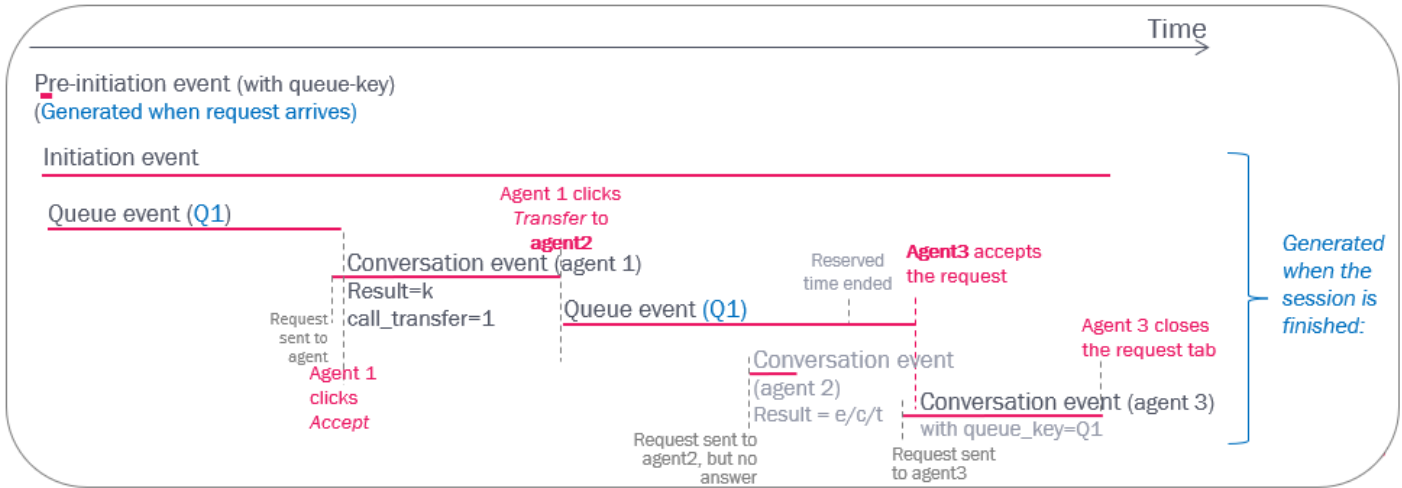 Time
Pre-initiation event (with queue-key)
(Generated when request arrives)
Initiation event
Agent 1 clicks
Transfer to
agent2
Queue event (Q1)
Conversation event (agent 1)
Result=k
call_transfer=1
Request
sent to
agent
Agent 1
clicks
Accept
Reserved
time ended
Agent3 accepts
the request
Queue event (Q1)
Conversation event
(agent 2)
Result = e/c/t
Request sent to
agent2, but no
answer
Agent 3 closes
the request tab
Conversation event (agent 3)
with queue_key=Q1
Request sent
to agent3
Generated
when the
session is
finished: